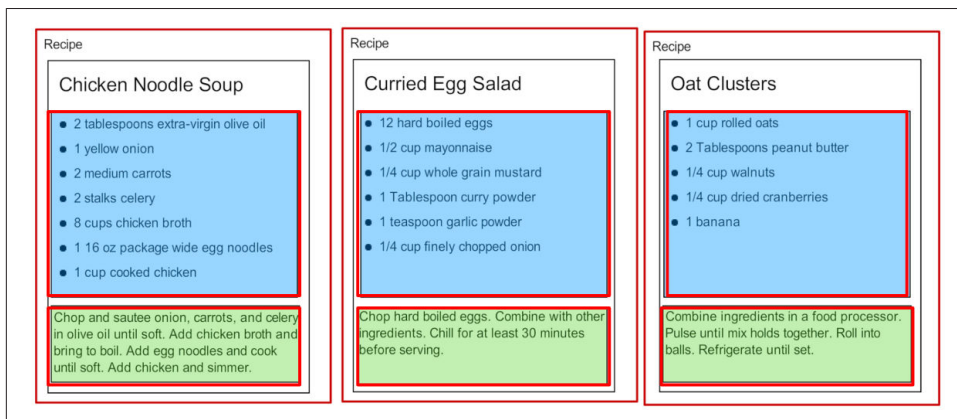 Recipe
Chicken Noodle Soup
2 tablespoons extra-virgin olive oil
1 yellow onion
2 medium carrots
2 stalks celery
8 cups chicken broth
1 16 oz package wide egg noodles
1 cup cooked chicken
Chop and sautee onion, carrots, and celery
in olive oil until soft. Add chicken broth and
bring to boil. Add egg noodles and cook
until soft. Add chicken and simmer.
Recipe
Curried Egg Salad
12 hard boiled eggs
1/2 cup mayonnaise
1/4 cup whole grain mustard
1 Tablespoon curry powder
1 teaspoon garlic powder
1/4 cup finely chopped onion
Chop hard boiled eggs. Combine with other
ingredients. Chill for at least 30 minutes
before serving.
Recipe
Oat Clusters
1 cup rolled oats
2 Tablespoons peanut butter
1/4 cup walnuts
1/4 cup dried cranberries
1 banana
Combine ingredients in a food processor.
Pulse until mix holds together. Roll into
balls. Refrigerate until set.